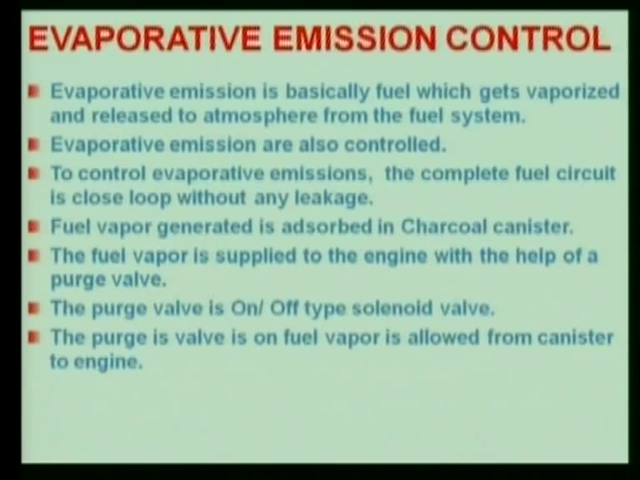 EVAPORATIVE EMISSION CONTROL
Evaporative emission is basically fuel which gets vaporized
and released to atmosphere from the fuel system.
Evaporative emission are also controlled.
To control evaporative emissions, the complete fuel circuit
is close loop without any leakage.
Fuel vapor generated is adsorbed in Charcoal canister.
The fuel vapor is supplied to the engine with the help of a
purge valve.
The purge valve is On/ Off type solenoid valve.
The purge is valve is on fuel vapor is allowed from canister
to engine.